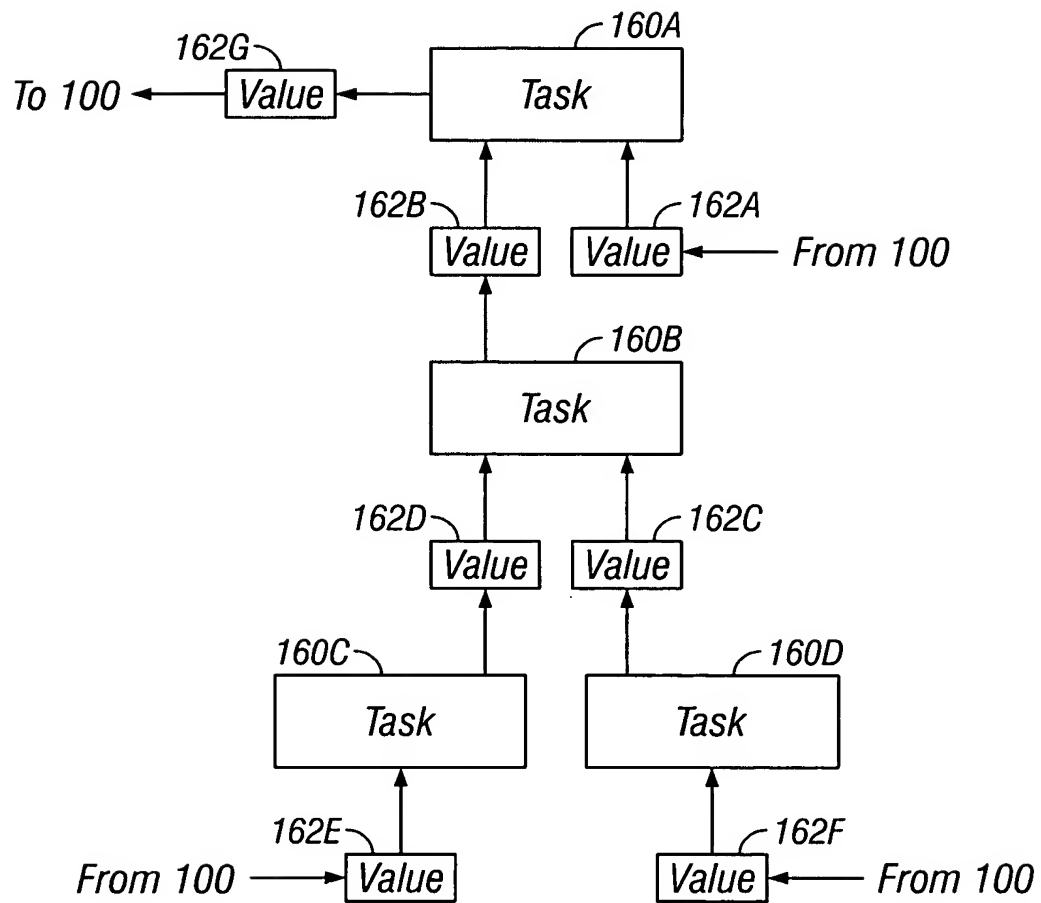 160A
162G
To 100
Value
Task
162B
162A
Value
Value
From 100
160B
Task
162D
162C
Value
Value
160C
160D
Task
Task
162E
162F
From 100
Value
Value
From 100